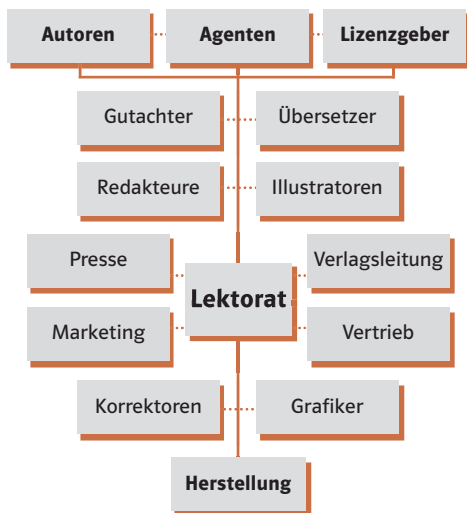 Autoren
Agenten
Lizenzgeber
Gutachter
Übersetzer
Redakteure
Illustratoren
Presse
Verlagsleitung
Lektorat
Marketing
Vertrieb
Korrektoren
Grafiker
Herstellung